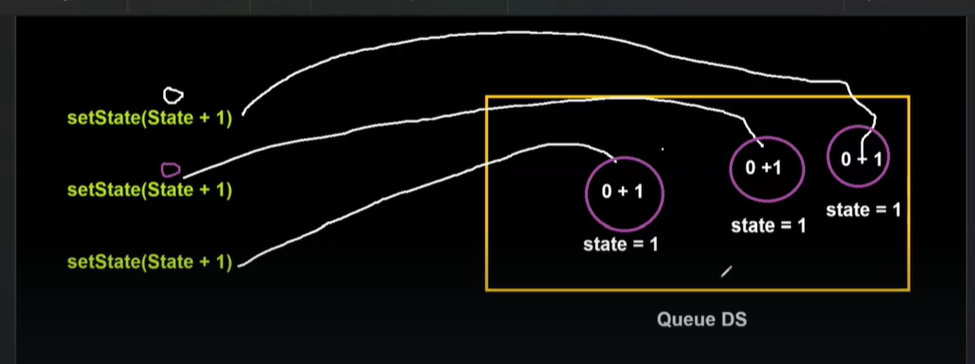 setState(State + 1)
setState(State + 1)
setState(State + 1)
0 + 1
state = 1
0 +1
state = 1
0 + 1
state = 1
Queue DS